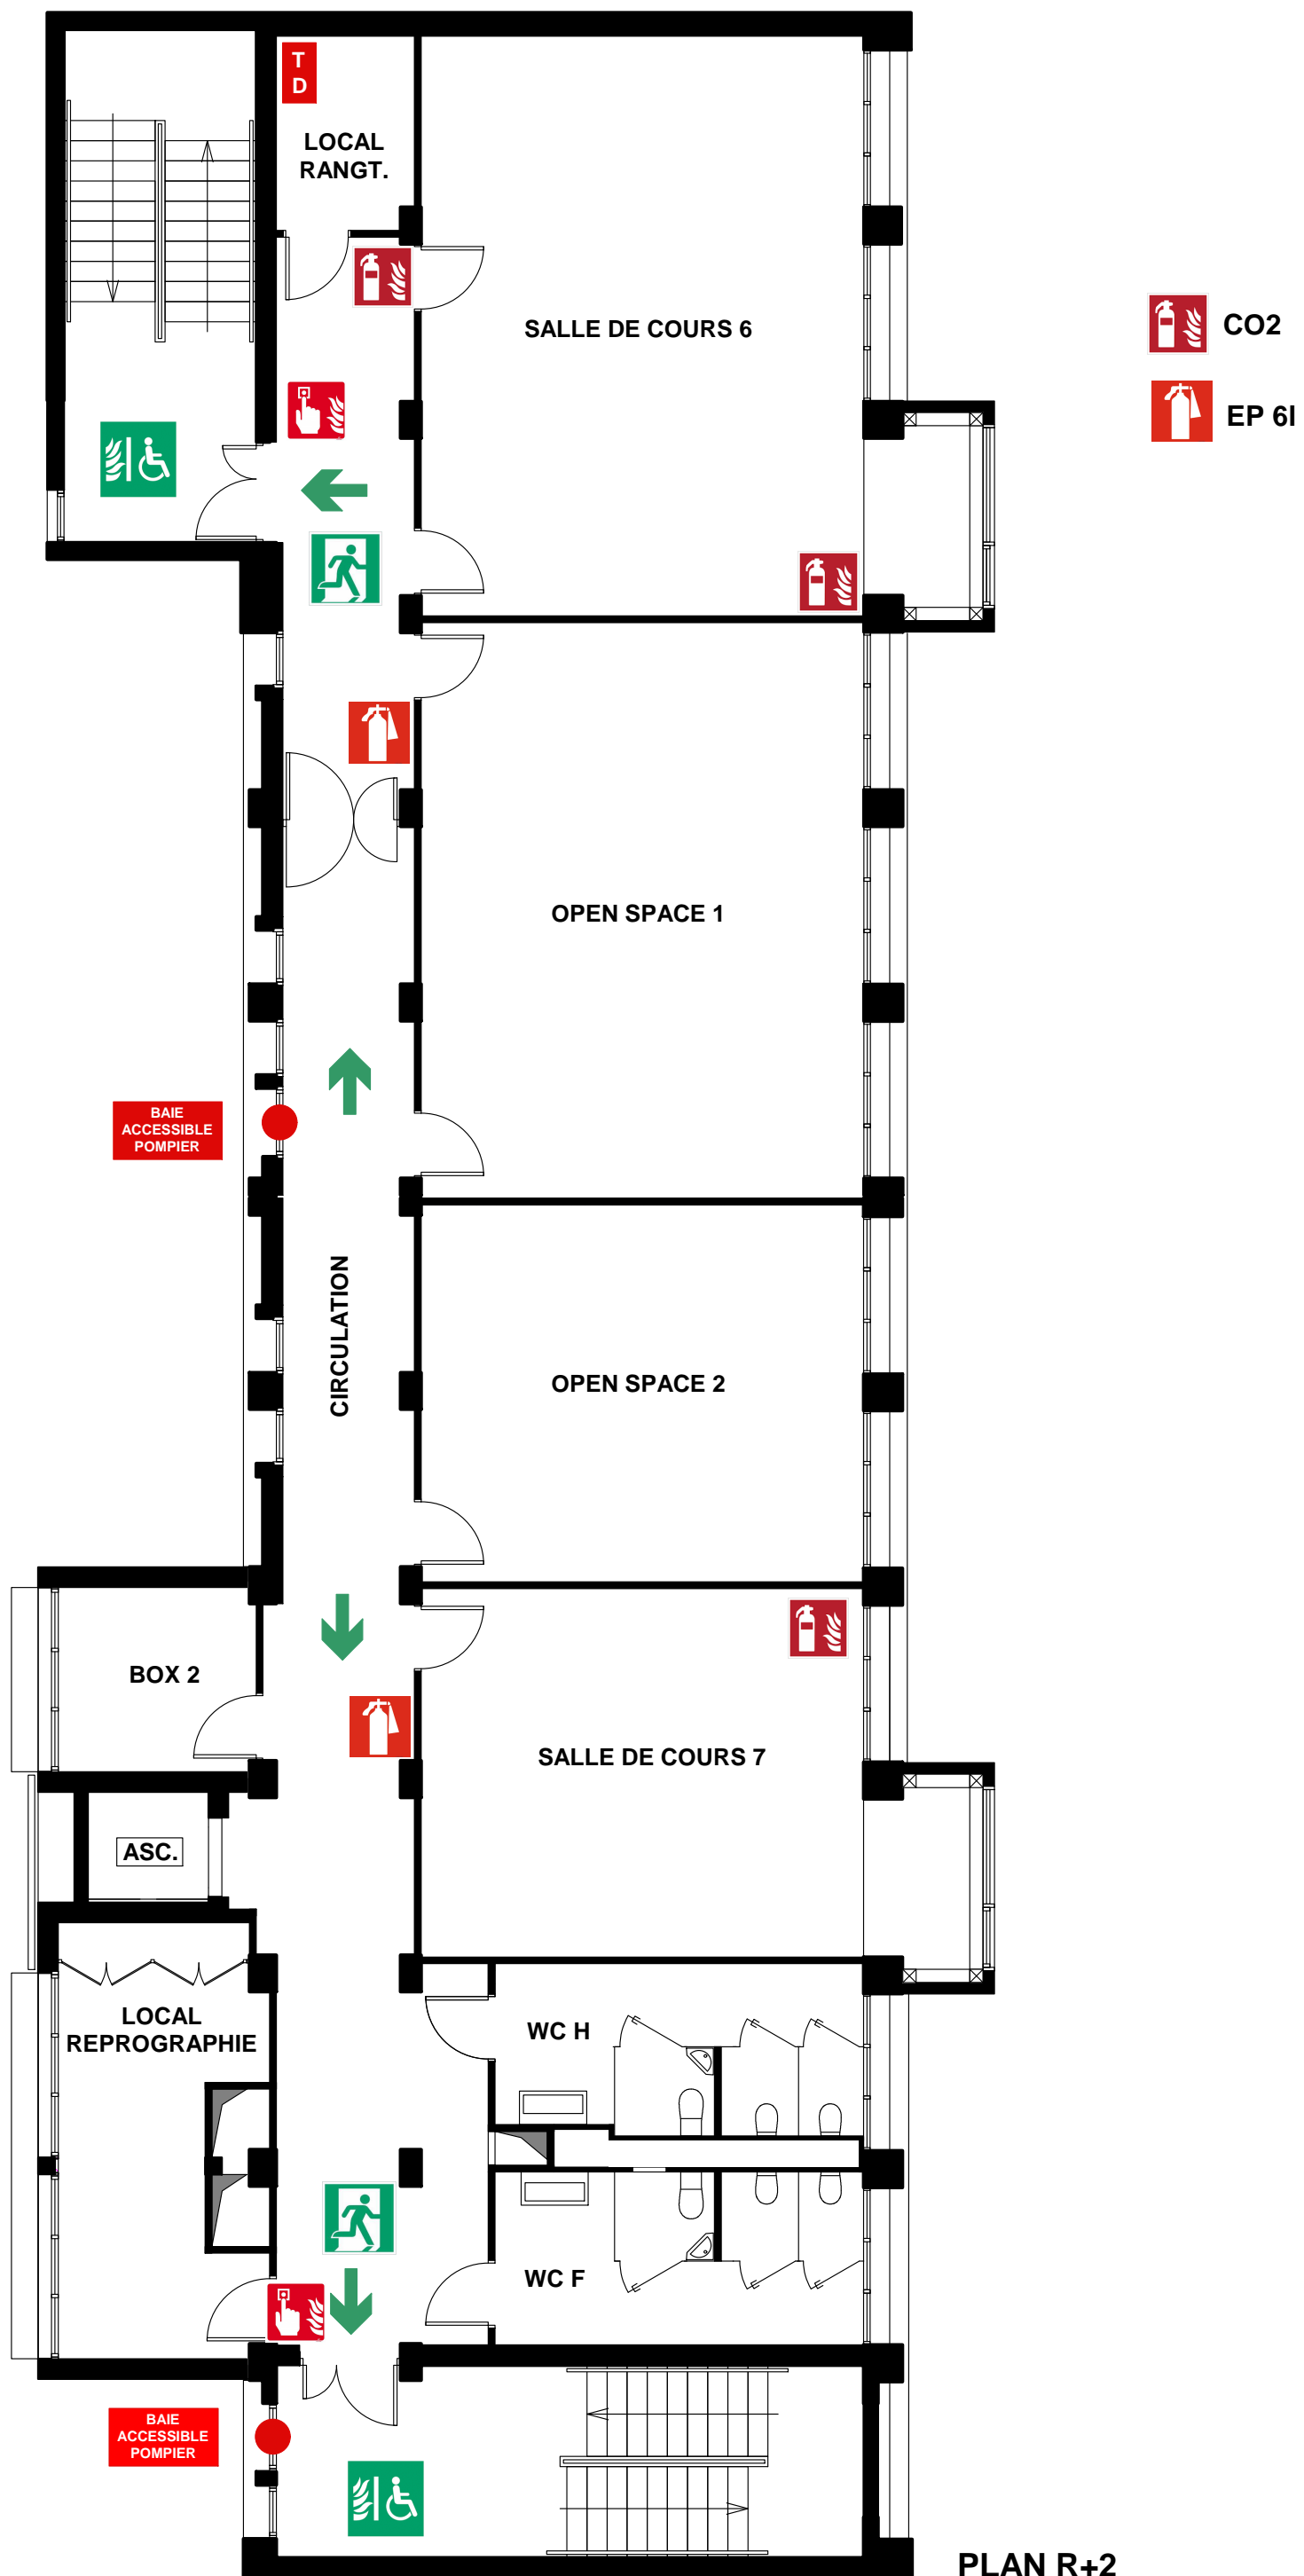 T
D
LOCAL
RANGT.
SALLE DE COURS 6
CO2
EP 6l
OPEN SPACE 1
BAIE
ACCESSIBLE
POMPIER
CIRCULATION
OPEN SPACE 2
BOX 2
SALLE DE COURS 7
ASC.
LOCAL
REPROGRAPHIE
WC H
WC F
BAIE
ACCESSIBLE
POMPIER
PLAN R+2